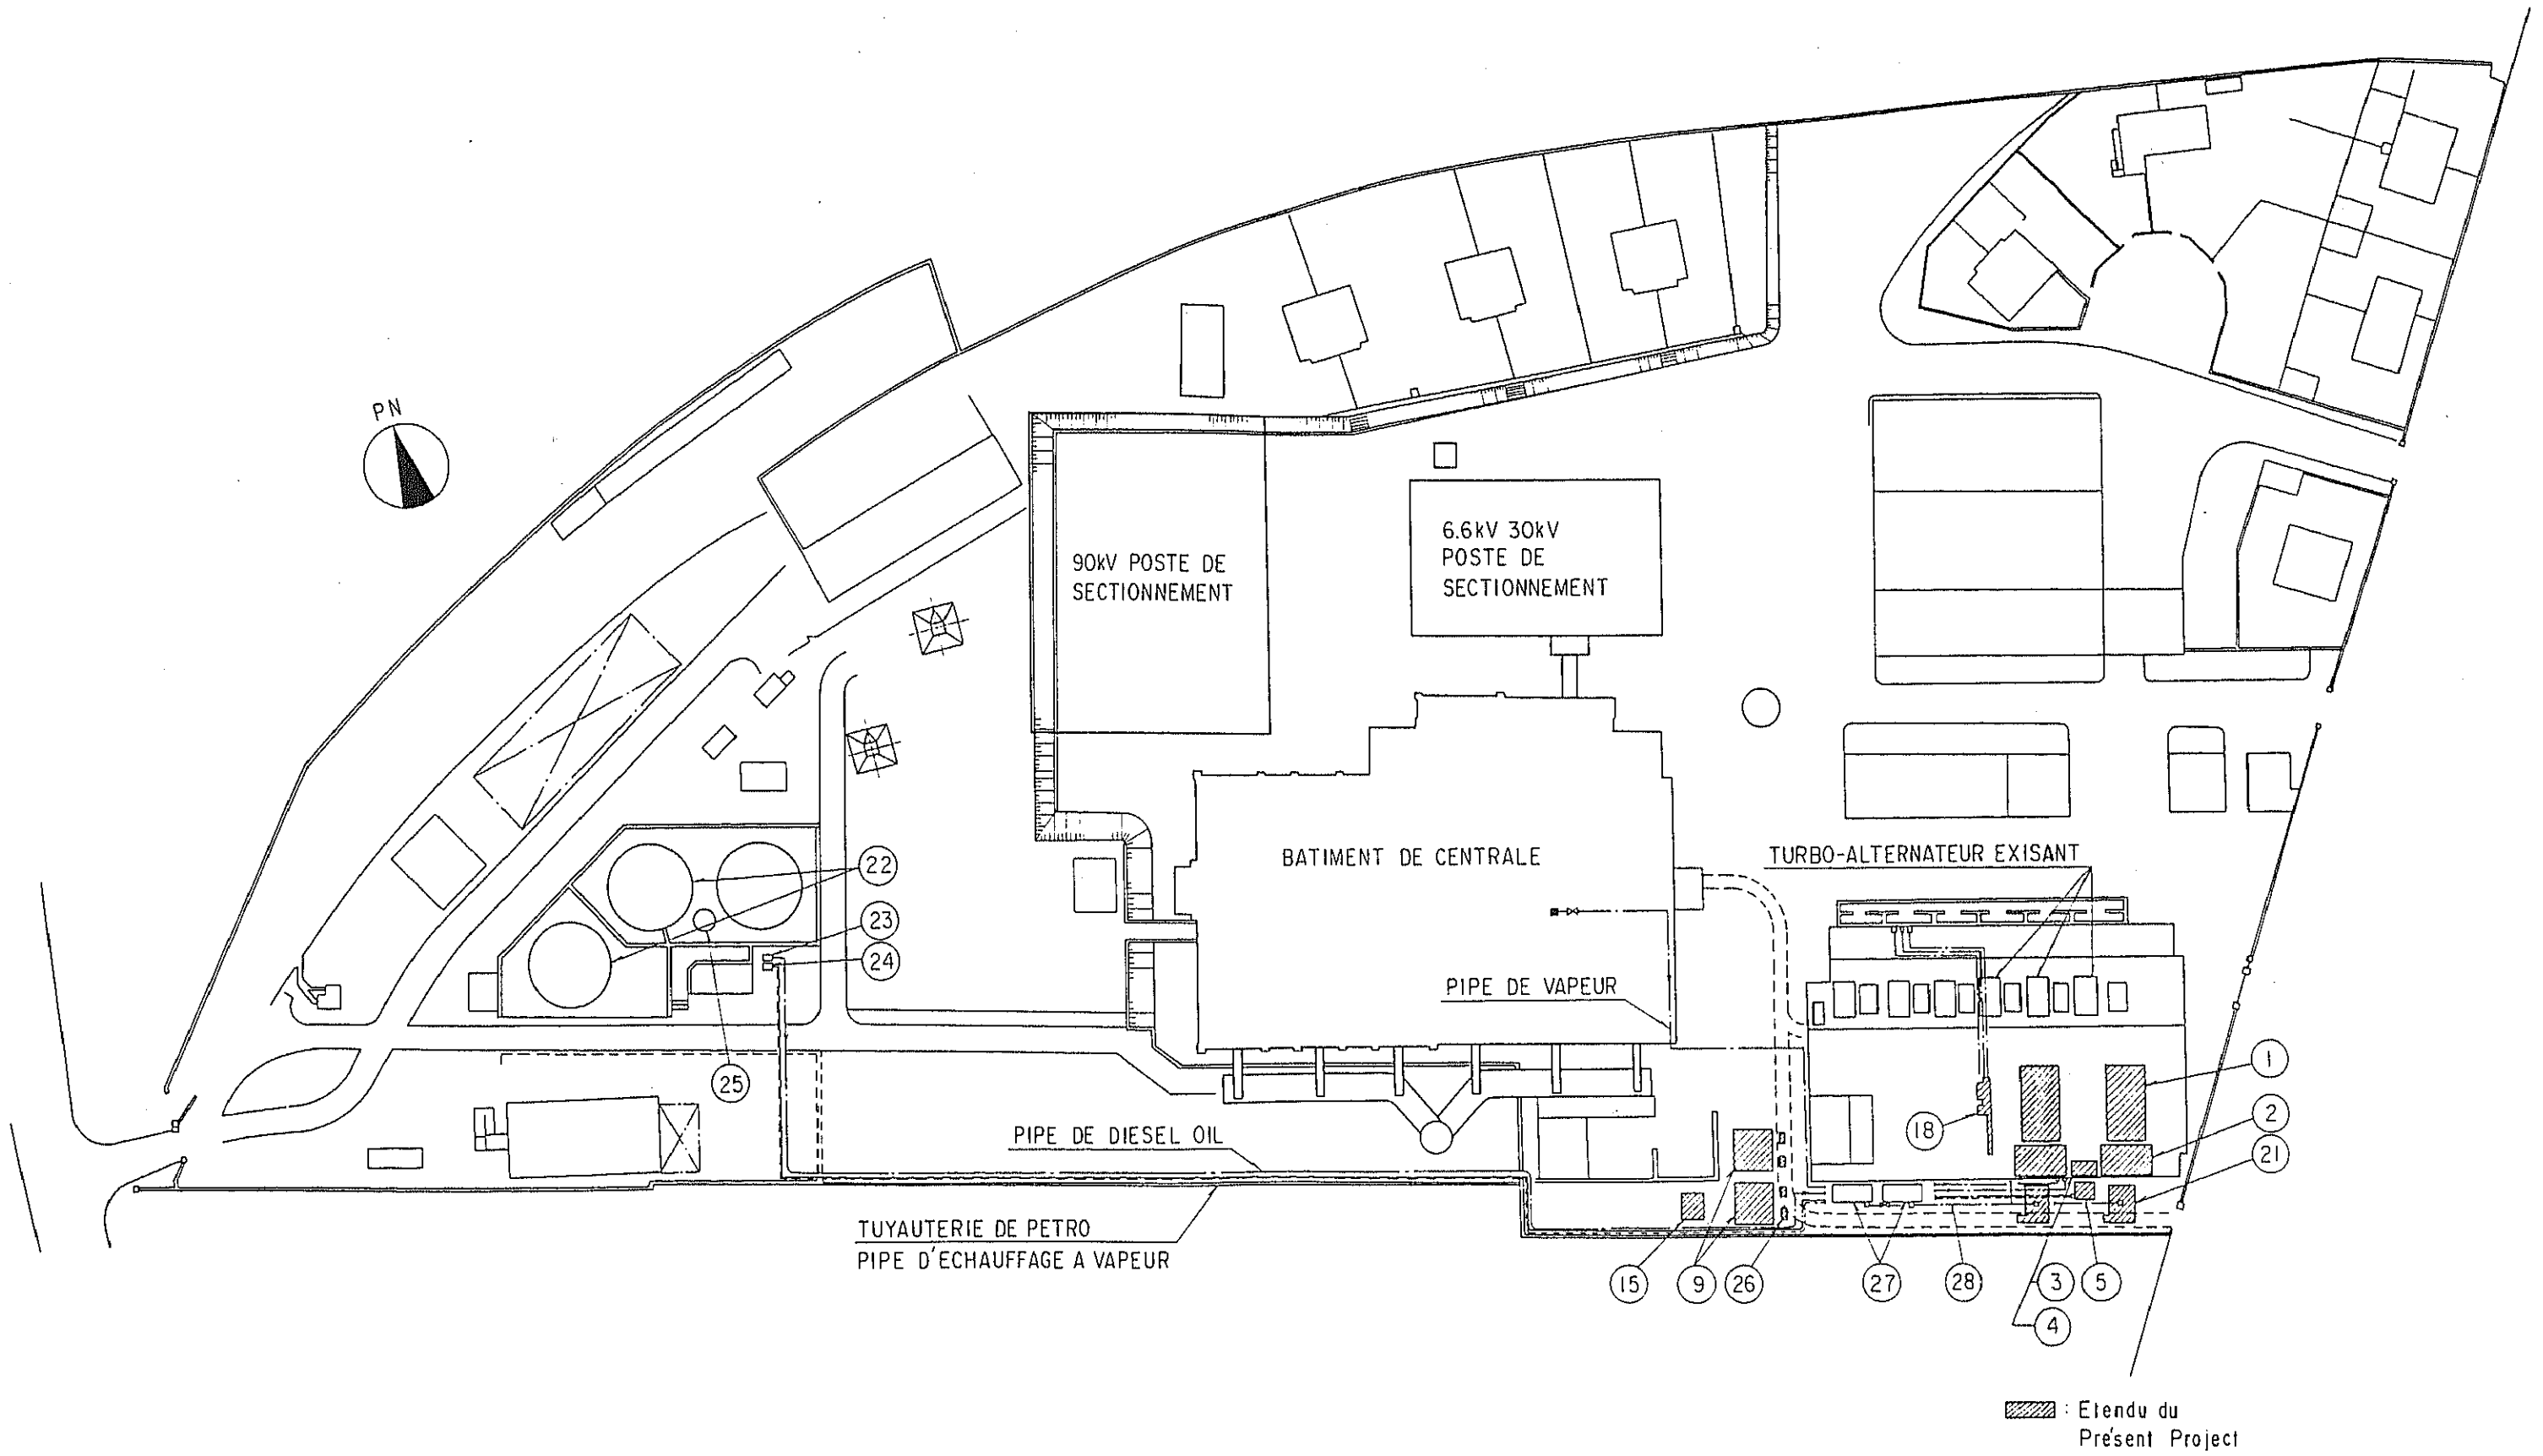 PN
90kV POSTE DE
SECTIONNEMENT
6.6kV 30kV
POSTE DE
SECTIONNEMENT
BATIMENT DE CENTRALE
TURBO-ALTERNATEUR EXISANT
22
23
24
PIPE DE VAPEUR
25
1
2
18
21
PIPE DE DIESEL OIL
TUYAUTERIE DE PETRO
PIPE D'ECHAUFFAGE A VAPEUR
15
9
26
27
28
3
5
4
: Etendu du
Présent Project